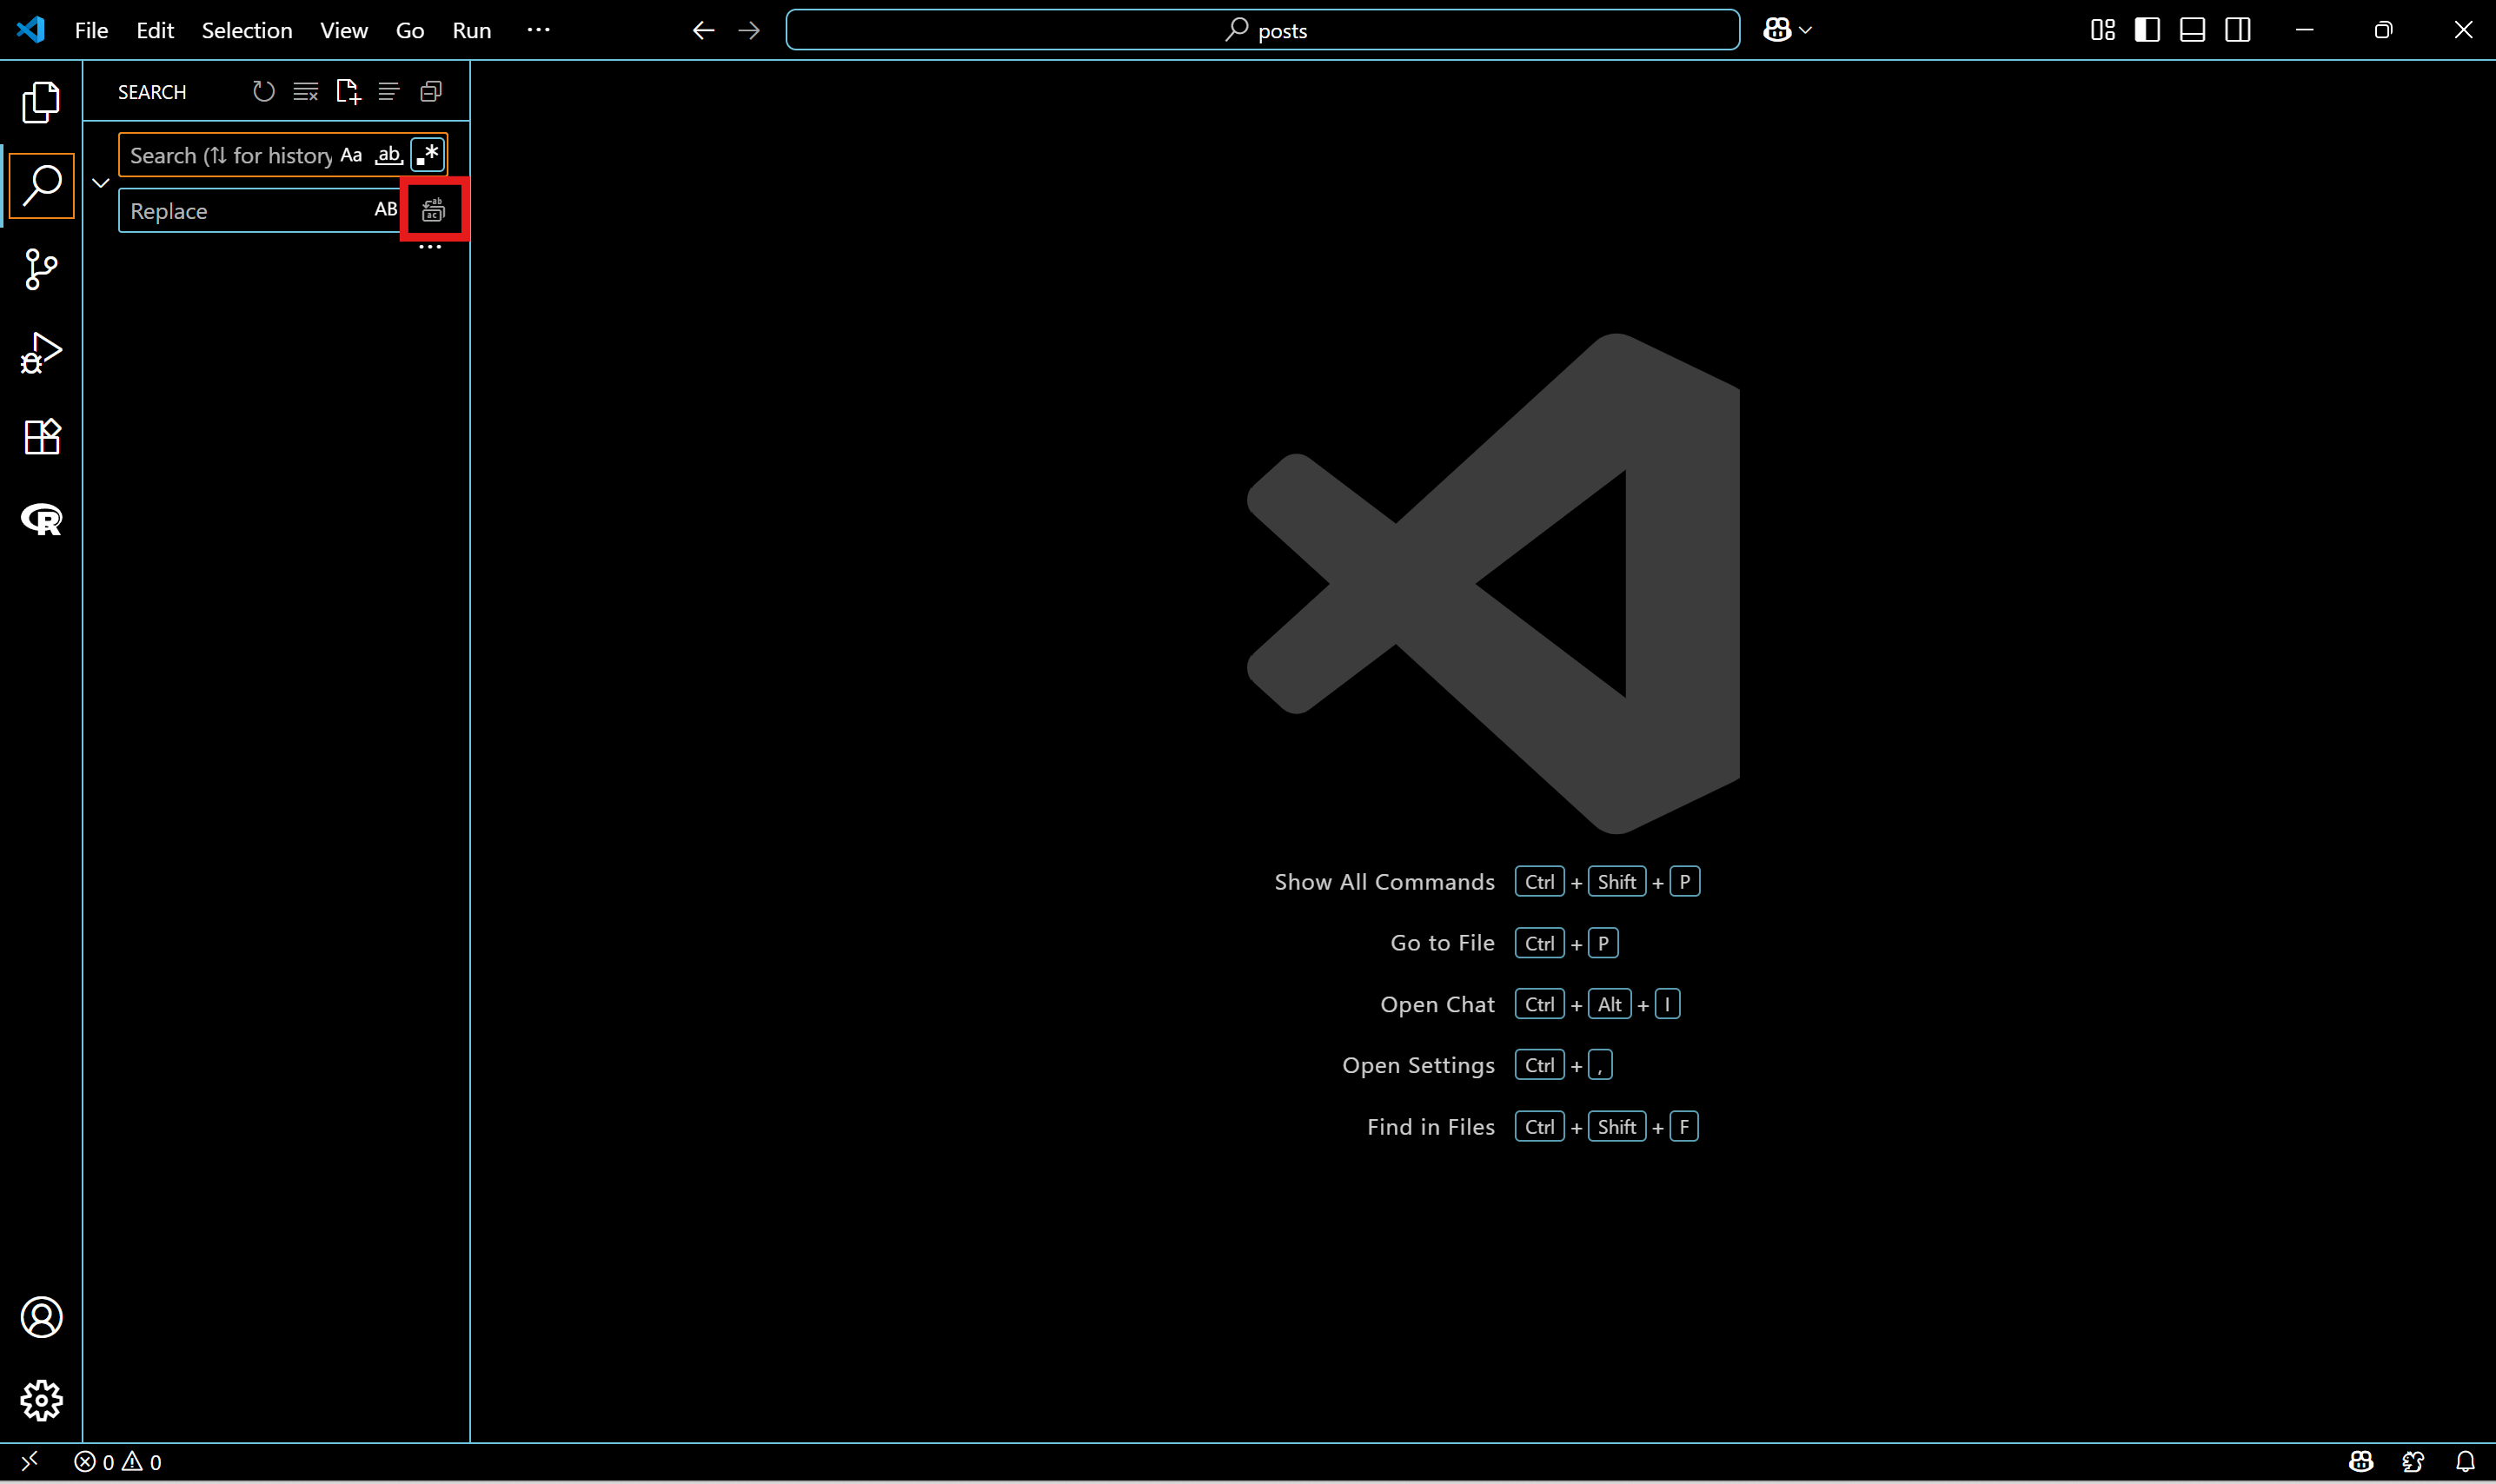 File Edit Selection View Go Run ··· posts
SEARCH
Search (⇅ for history Aa ab .*
Replace AB ab ac
···
R
Show All Commands Ctrl + Shift + P
Go to File Ctrl + P
Open Chat Ctrl + Alt + I
Open Settings Ctrl + ,
Find in Files Ctrl + Shift + F
0 0